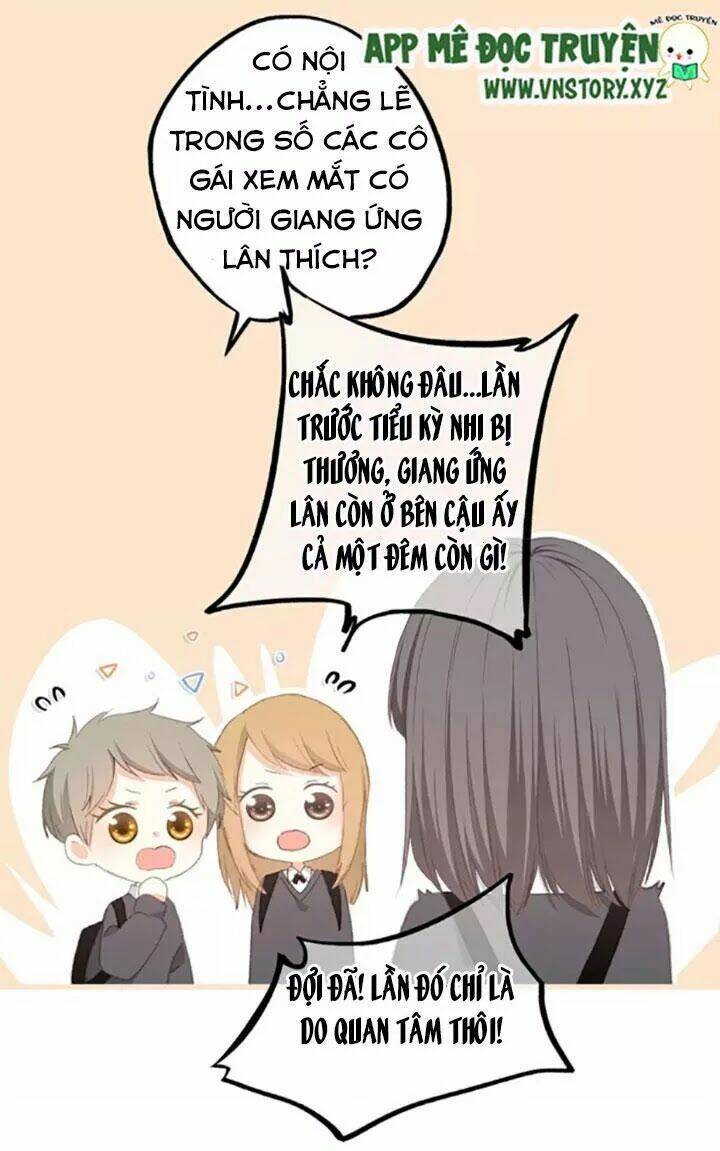 MÊ ĐỌC TRUYỆN
APP MÊ ĐỌC TRUYỆN
WWW.VNSTORY.XYZ
CÓ NỘI
TÌNH...CHẲNG LẼ
TRONG SỐ CÁC CÔ
GÁI XEM MẮT CÓ
NGƯỜI GIANG ỨNG
LÂN THÍCH?
CHẮC KHÔNG ĐÂU...LẦN
TRƯỚC TIỂU KỲ NHI BỊ
THƯƠNG, GIANG ỨNG
LÂN CÒN Ở BÊN CẬU ẤY
CẢ MỘT ĐÊM CÒN GÌ!
ĐỢI ĐÃ! LẦN ĐÓ CHỈ LÀ
DO QUAN TÂM THÔI!